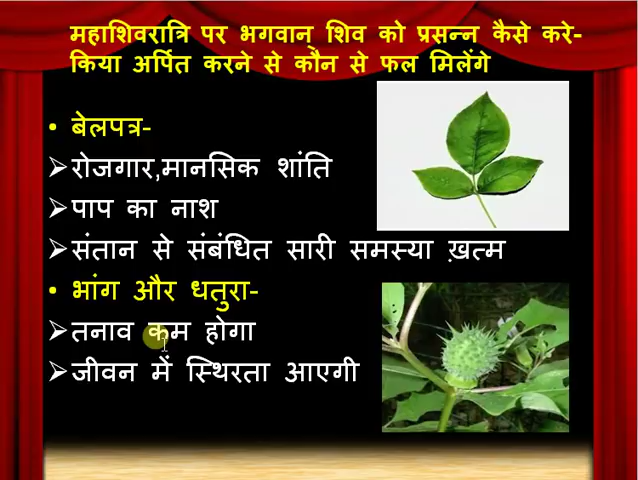 महाशिवरात्रि पर भगवान् शिव को प्रसन्न कैसे करे-
किया अर्पित करने से कौन से फल मिलेंगे
• बेलपत्र-
➢रोजगार,मानसिक शांति
➢पाप का नाश
➢संतान से संबंधित सारी समस्या ख़त्म
• भांग और धतुरा-
➢तनाव कम होगा
➢जीवन में स्थिरता आएगी